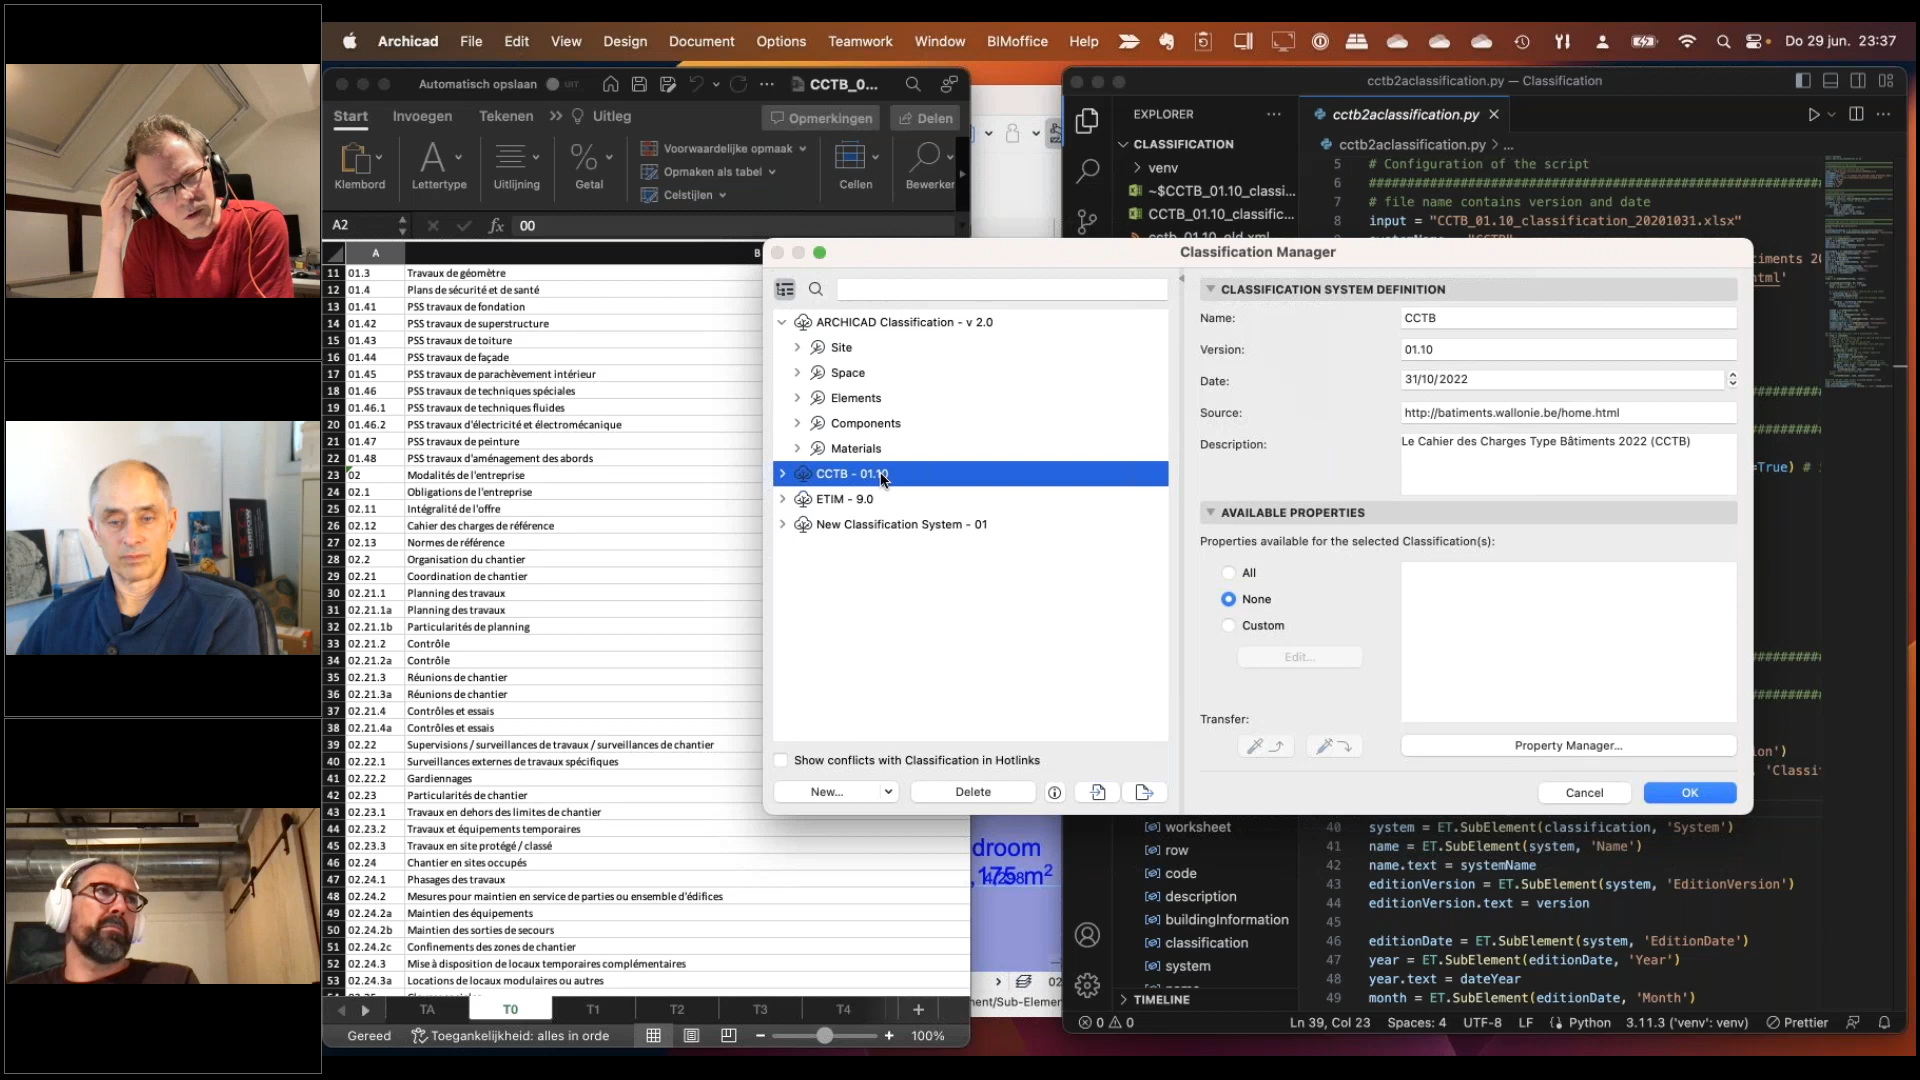 Archicad File Edit View Design Document Options Teamwork Window BIMoffice Help Do 29 jun. 23:37
Automatisch opslaan UIT CCTB_0...
Start Invoegen Tekenen Uitleg Opmerkingen Delen
Klembord Lettertype Uitlijning Getal Voorwaardelijke opmaak Opmaken als tabel Celstijlen Cellen Bewerken
A2 fx 00
A B
11 01.3 Travaux de géomètre
12 01.4 Plans de sécurité et de santé
13 01.41 PSS travaux de fondation
14 01.42 PSS travaux de superstructure
15 01.43 PSS travaux de toiture
16 01.44 PSS travaux de façade
17 01.45 PSS travaux de parachèvement intérieur
18 01.46 PSS travaux de techniques spéciales
19 01.46.1 PSS travaux de techniques fluides
20 01.46.2 PSS travaux d'électricité et électromécanique
21 01.47 PSS travaux de peinture
22 01.48 PSS travaux d'aménagement des abords
23 02 Modalités de l'entreprise
24 02.1 Obligations de l'entreprise
25 02.11 Intégralité de l'offre
26 02.12 Cahier des charges de référence
27 02.13 Normes de référence
28 02.2 Organisation du chantier
29 02.21 Coordination de chantier
30 02.21.1 Planning des travaux
31 02.21.1a Planning des travaux
32 02.21.1b Particularités de planning
33 02.21.2 Contrôle
34 02.21.2a Contrôle
35 02.21.3 Réunions de chantier
36 02.21.3a Réunions de chantier
37 02.21.4 Contrôles et essais
38 02.21.4a Contrôles et essais
39 02.22 Supervisions / surveillances de travaux / surveillances de chantier
40 02.22.1 Surveillances externes de travaux spécifiques
41 02.22.2 Gardiennages
42 02.23 Particularités de chantier
43 02.23.1 Travaux en dehors des limites de chantier
44 02.23.2 Travaux et équipements temporaires
45 02.23.3 Travaux en site protégé / classé
46 02.24 Chantier en sites occupés
47 02.24.1 Phasages des travaux
48 02.24.2 Mesures pour maintien en service de parties ou ensemble d'édifices
49 02.24.2a Maintien des équipements
50 02.24.2b Maintien des sorties de secours
51 02.24.2c Confinements des zones de chantier
52 02.24.3 Mise à disposition de locaux temporaires complémentaires
53 02.24.3a Locations de locaux modulaires ou autres
TA T0 T1 T2 T3 T4
Gereed Toegankelijkheid: alles in orde 100%
Classification Manager
ARCHICAD Classification - v 2.0
Site
Space
Elements
Components
Materials
CCTB - 01.10
ETIM - 9.0
New Classification System - 01
Show conflicts with Classification in Hotlinks
New... Delete
CLASSIFICATION SYSTEM DEFINITION
Name: CCTB
Version: 01.10
Date: 31/10/2022
Source: http://batiments.wallonie.be/home.html
Description: Le Cahier des Charges Type Bâtiments 2022 (CCTB)
AVAILABLE PROPERTIES
Properties available for the selected Classification(s):
All
None
Custom
Edit...
Transfer:
Property Manager...
Cancel OK
droom
m²
02
ment/Sub-Elemen
cctb2aclassification.py — Classification
EXPLORER
CLASSIFICATION
venv
~$CCTB_01.10_classi...
CCTB_01.10_classific...
cctb2aclassification.py
cctb2aclassification.py > ...
5 # Configuration of the script
6 ####################
7 # file name contains version and date
8 input = "CCTB_01.10_classification_20201031.xlsx"
timents 20
tml'
=True) #
ion')
'Classi
worksheet
row
code
description
buildingInformation
classification
system
TIMELINE
40 system = ET.SubElement(classification, 'System')
41 name = ET.SubElement(system, 'Name')
42 name.text = systemName
43 editionVersion = ET.SubElement(system, 'EditionVersion')
44 editionVersion.text = version
45
46 editionDate = ET.SubElement(system, 'EditionDate')
47 year = ET.SubElement(editionDate, 'Year')
48 year.text = dateYear
49 month = ET.SubElement(editionDate, 'Month')
0 0 Ln 39, Col 23 Spaces: 4 UTF-8 LF Python 3.11.3 ('venv': venv) Prettier